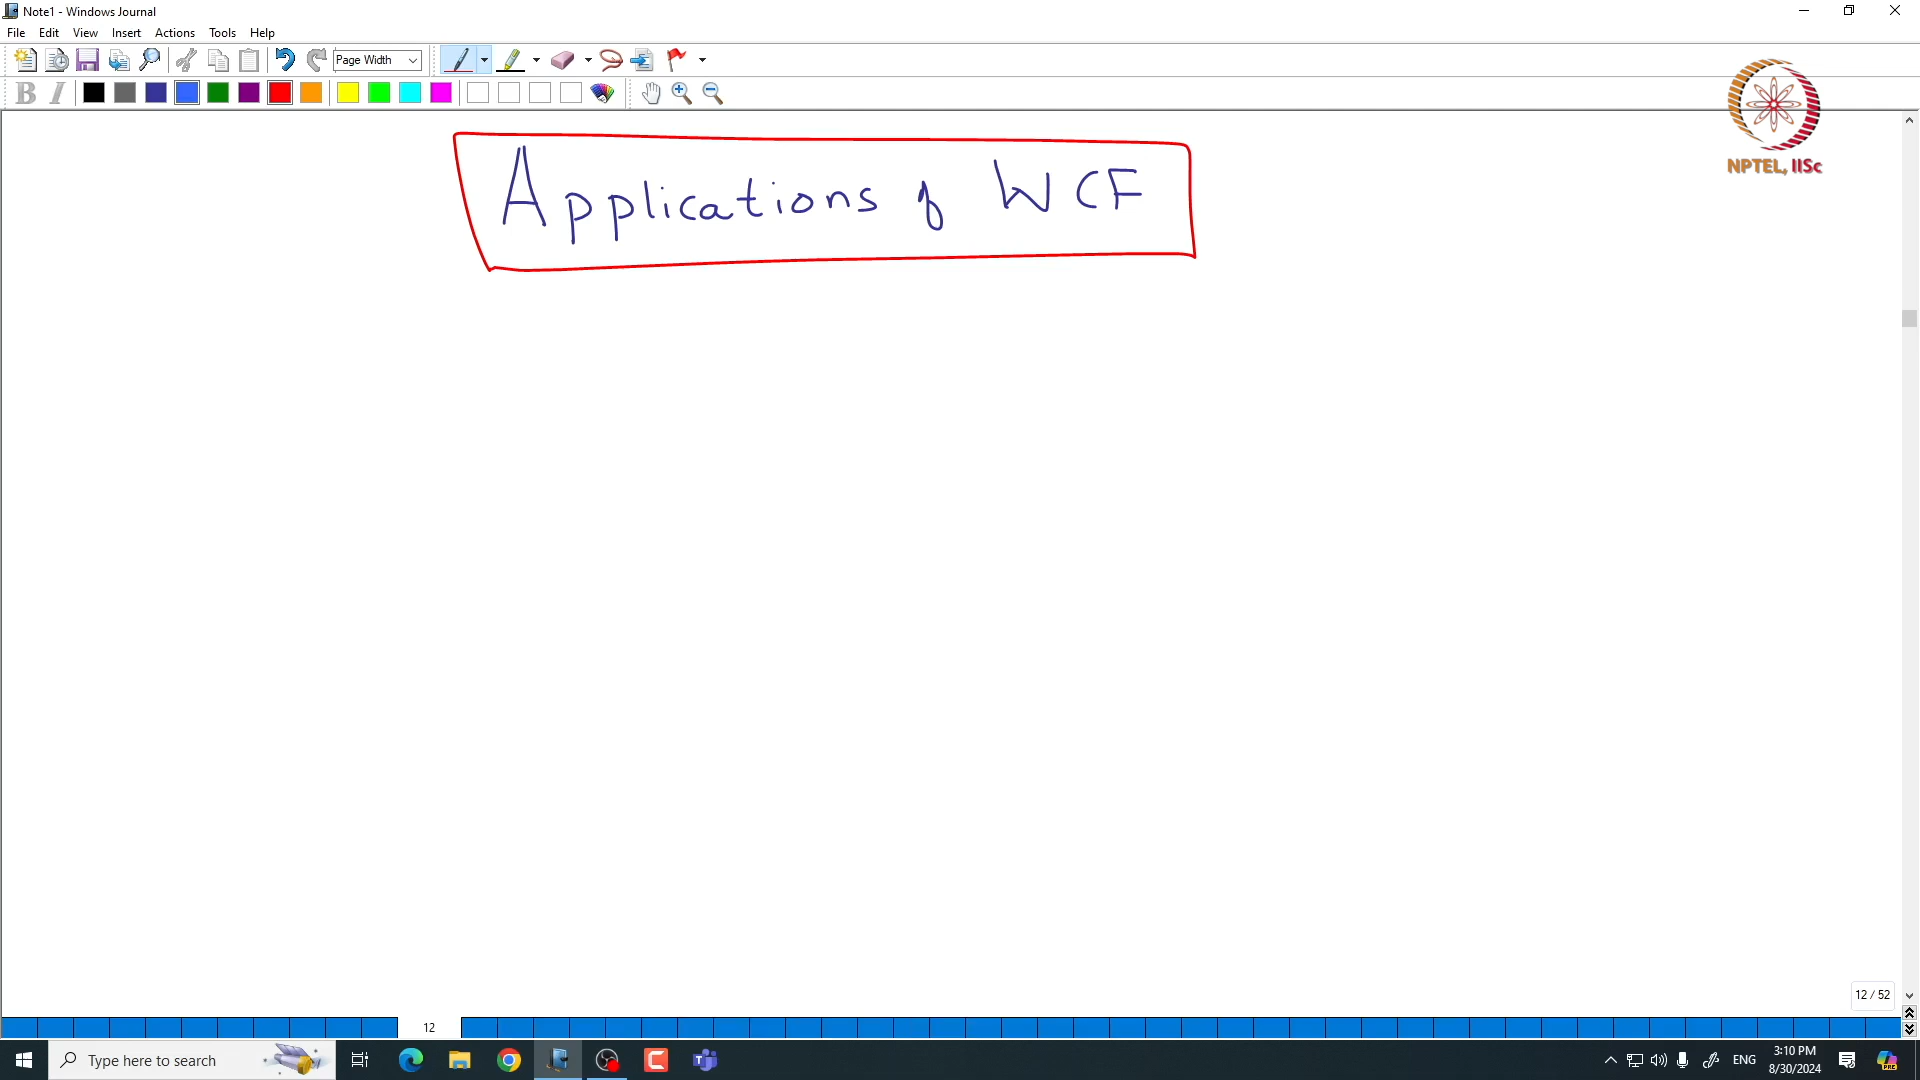 Note1 - Windows Journal
File Edit View Insert Actions Tools Help
Page Width
B I
NPTEL, IISc
Applications of WCF
12 / 52
12
Type here to search
ENG
3:10 PM
8/30/2024